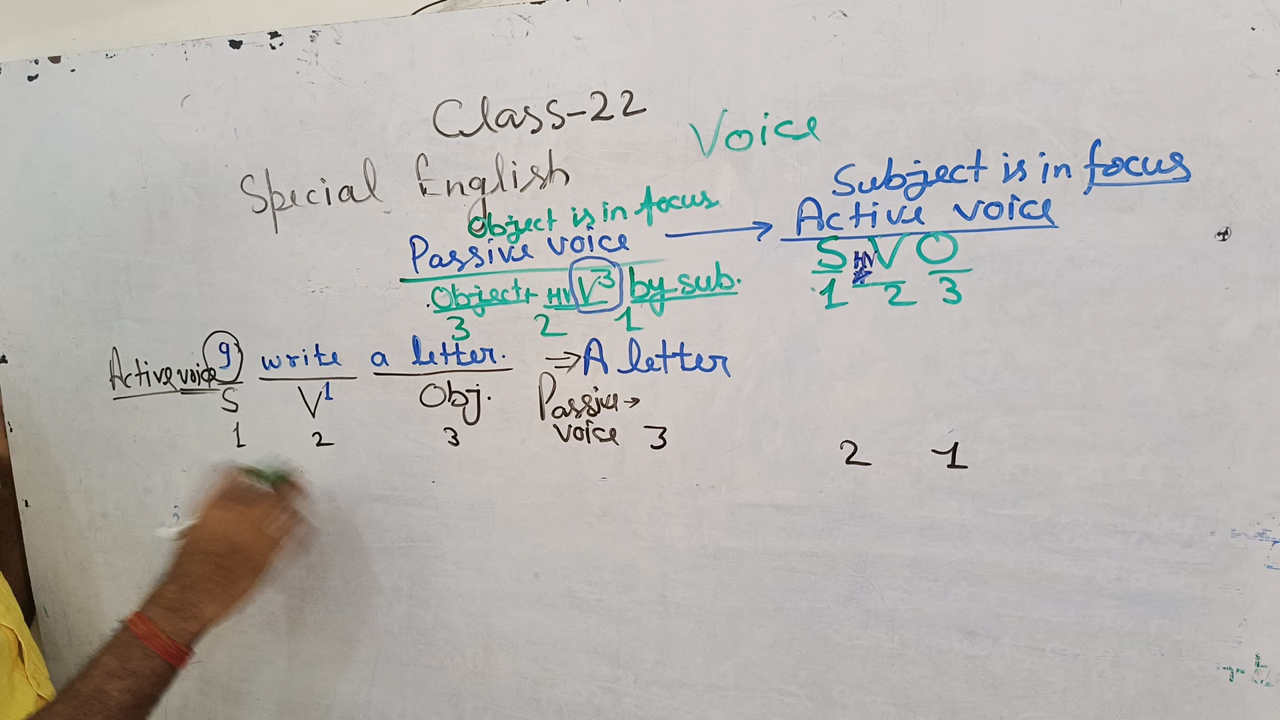 Class-22
Voice
Special English
Subject is in focus
Object is in focus
Active voice
Passive voice →
S HV V O
1 2 3
Object + HV V³ by sub.
3 2 1
Active voice I write a letter. ⇒ A letter
S V¹ Obj. Passive →
voice
1 2 3 3 2 1